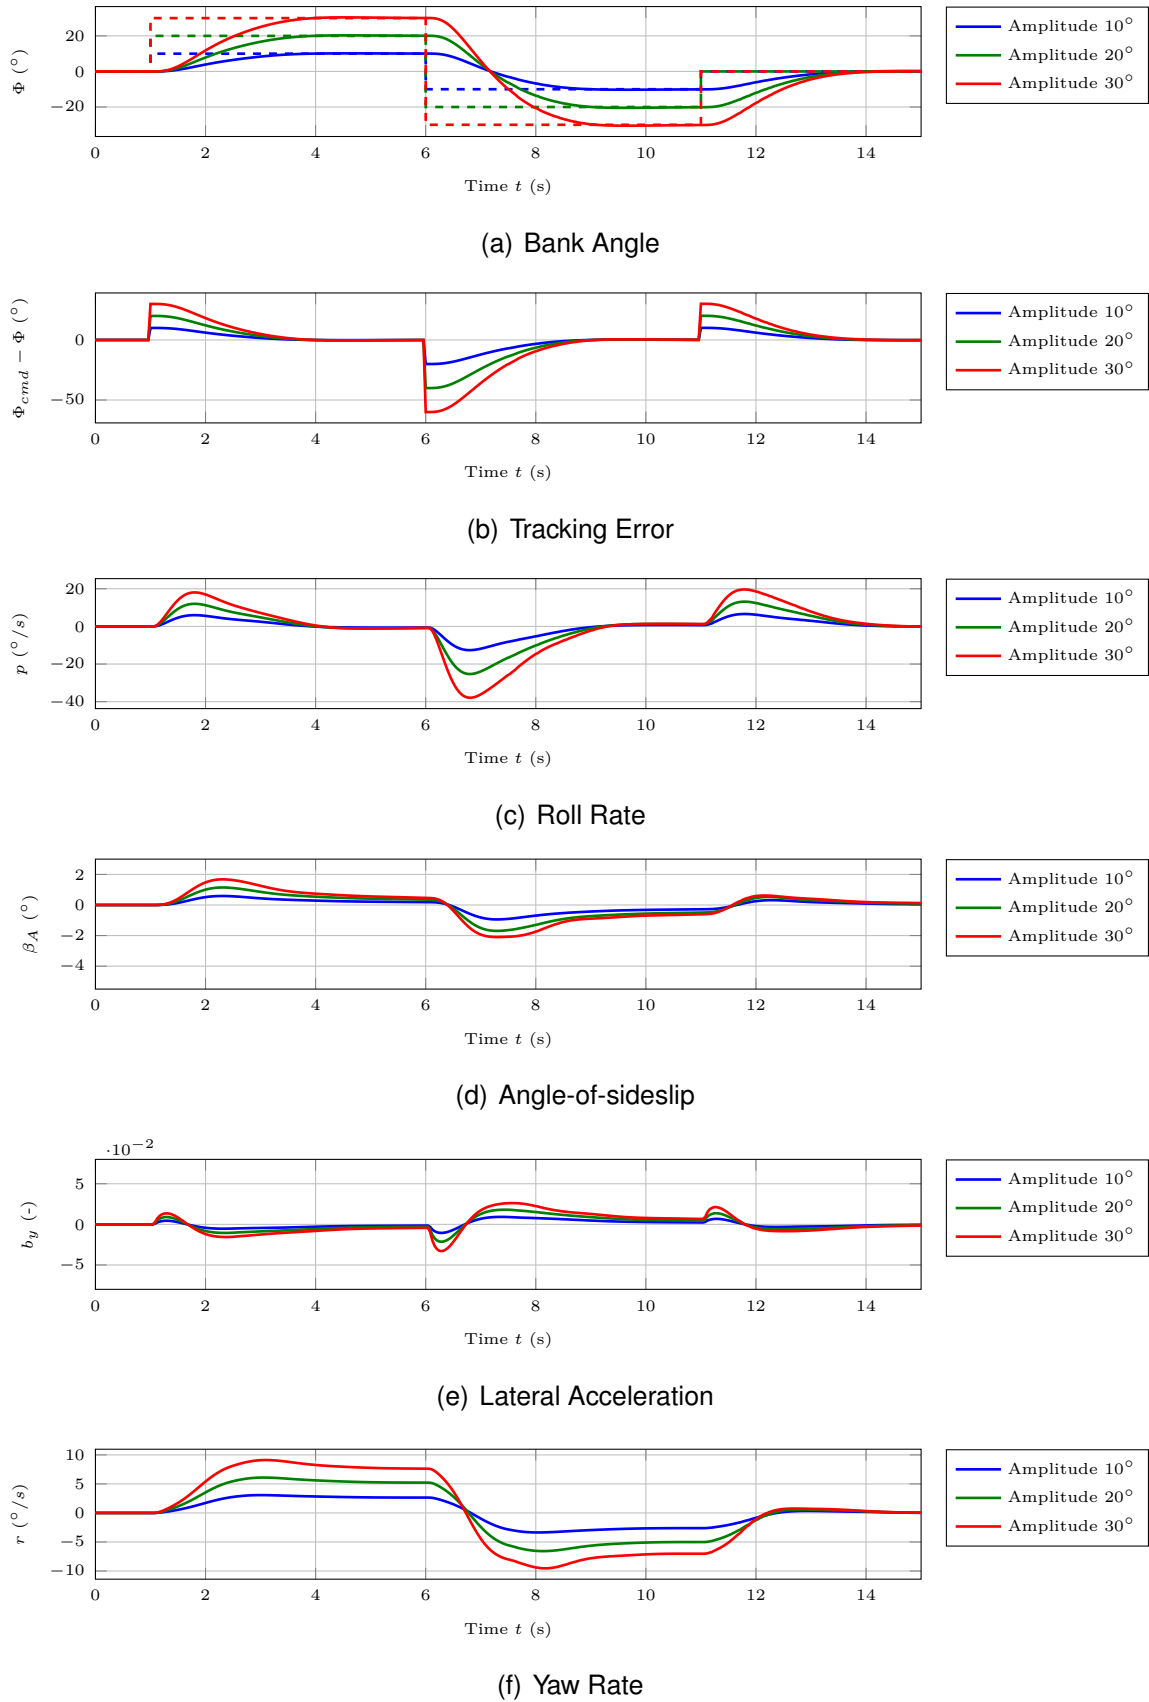 20
0
−20
Φ (°)
0 2 4 6 8 10 12 14
Time t (s)
Amplitude 10°
Amplitude 20°
Amplitude 30°
(a) Bank Angle
0
−50
Φcmd − Φ (°)
0 2 4 6 8 10 12 14
Time t (s)
Amplitude 10°
Amplitude 20°
Amplitude 30°
(b) Tracking Error
20
0
−20
−40
p (°/s)
0 2 4 6 8 10 12 14
Time t (s)
Amplitude 10°
Amplitude 20°
Amplitude 30°
(c) Roll Rate
2
0
−2
−4
βA (°)
0 2 4 6 8 10 12 14
Time t (s)
Amplitude 10°
Amplitude 20°
Amplitude 30°
(d) Angle-of-sideslip
·10−2
5
0
−5
by (-)
0 2 4 6 8 10 12 14
Time t (s)
Amplitude 10°
Amplitude 20°
Amplitude 30°
(e) Lateral Acceleration
10
5
0
−5
−10
r (°/s)
0 2 4 6 8 10 12 14
Time t (s)
Amplitude 10°
Amplitude 20°
Amplitude 30°
(f) Yaw Rate